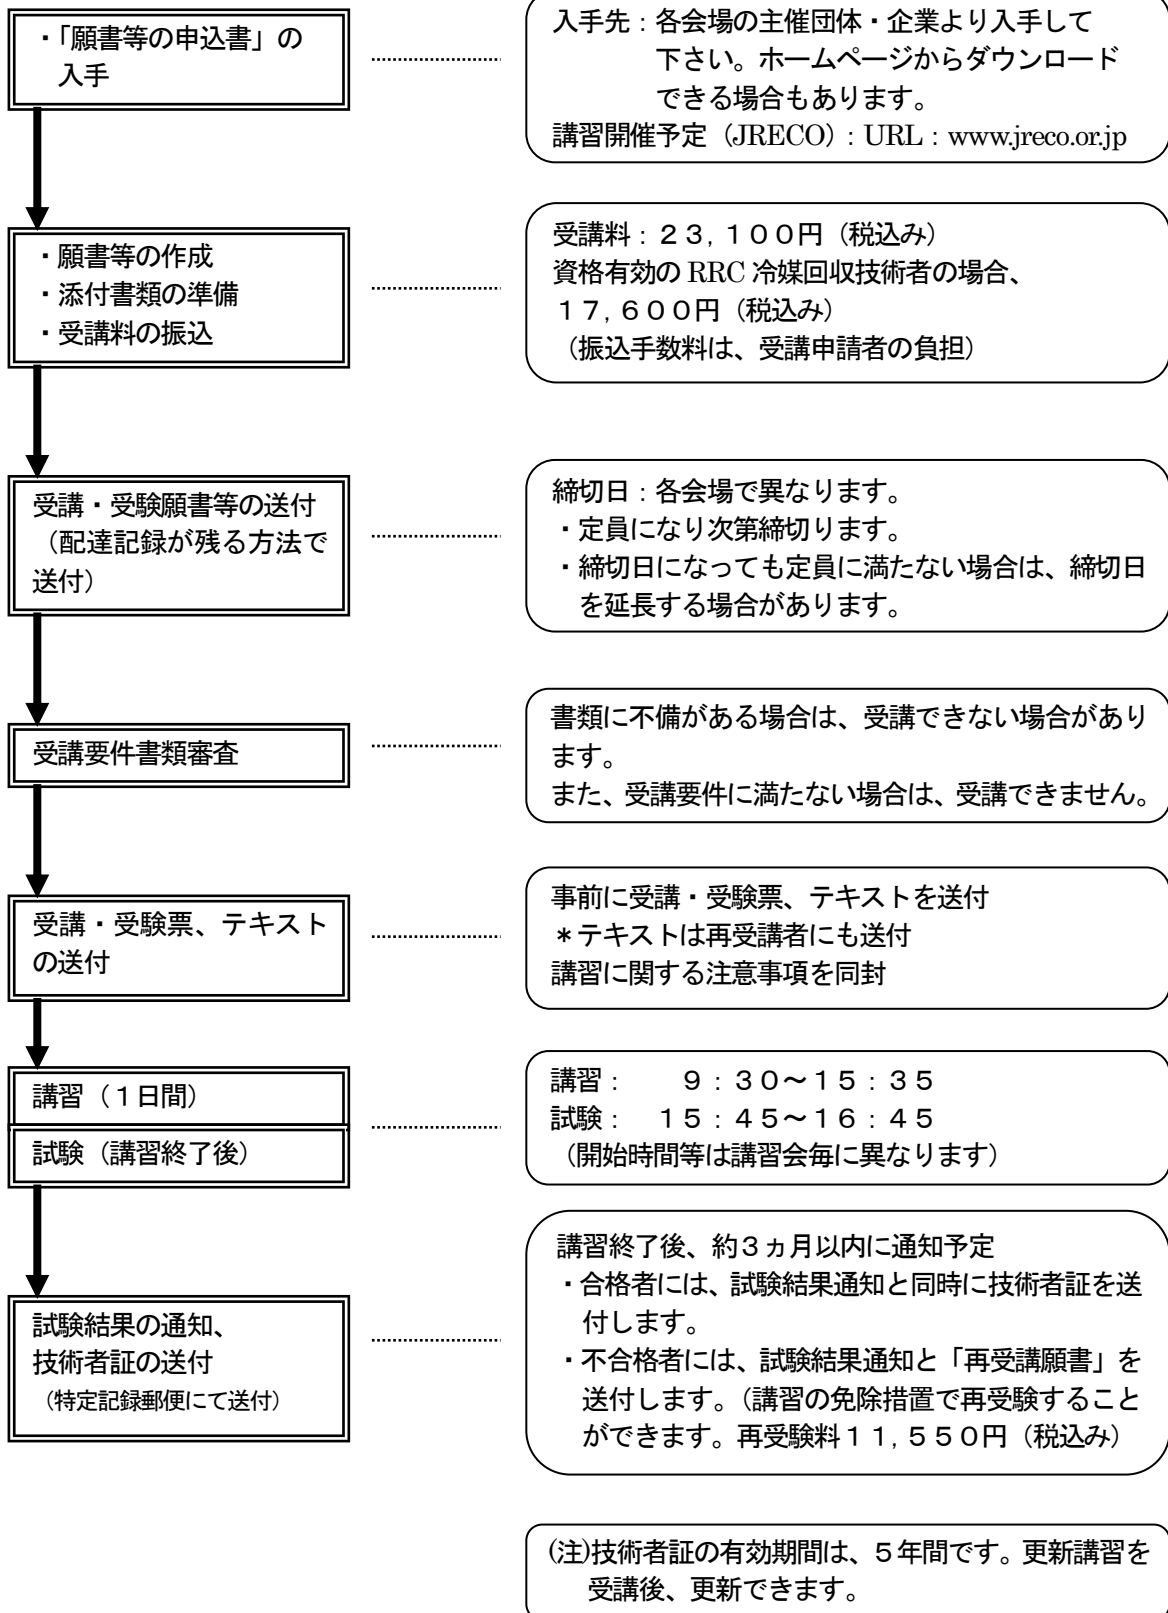 ・「願書等の申込書」の
入手
入手先：各会場の主催団体・企業より入手して
下さい。ホームページからダウンロード
できる場合もあります。
講習開催予定（JRECO）：URL：www.jreco.or.jp
・願書等の作成
・添付書類の準備
・受講料の振込
受講料：２３，１００円（税込み）
資格有効の RRC 冷媒回収技術者の場合、
１７，６００円（税込み）
（振込手数料は、受講申請者の負担）
受講・受験願書等の送付
（配達記録が残る方法で
送付）
締切日：各会場で異なります。
・定員になり次第締切ります。
・締切日になっても定員に満たない場合は、締切日
を延長する場合があります。
受講要件書類審査
書類に不備がある場合は、受講できない場合があり
ます。
また、受講要件に満たない場合は、受講できません。
受講・受験票、テキスト
の送付
事前に受講・受験票、テキストを送付
＊テキストは再受講者にも送付
講習に関する注意事項を同封
講習（１日間）
試験（講習終了後）
講習：　９：３０～１５：３５
試験：　１５：４５～１６：４５
（開始時間等は講習会毎に異なります）
試験結果の通知、
技術者証の送付
（特定記録郵便にて送付）
講習終了後、約３ヵ月以内に通知予定
・合格者には、試験結果通知と同時に技術者証を送
付します。
・不合格者には、試験結果通知と「再受講願書」を
送付します。（講習の免除措置で再受験すること
ができます。再受験料１１，５５０円（税込み）
(注)技術者証の有効期間は、５年間です。更新講習を
受講後、更新できます。